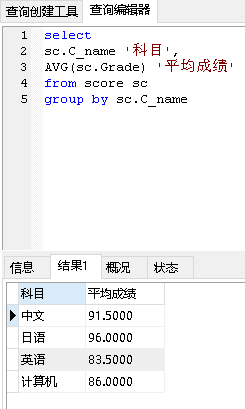 查询创建工具 查询编辑器
1 select
2 sc.C_name '科目',
3 AVG(sc.Grade) '平均成绩'
4 from score sc
5 group by sc.C_name
信息 结果1 概况 状态
科目 平均成绩
中文 91.5000
日语 96.0000
英语 83.5000
计算机 86.0000